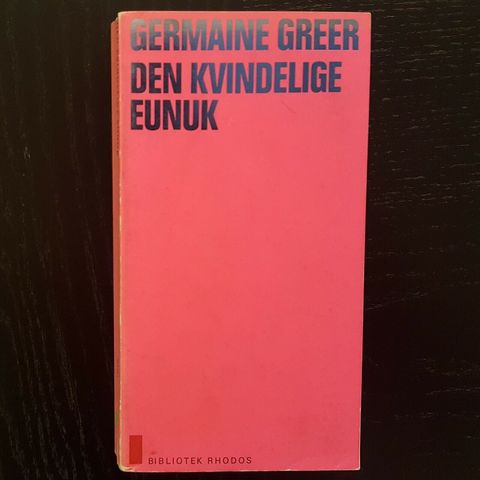 GERMAINE GREER
DEN KVINDELIGE
EUNUK
BIBLIOTEK RHODOS